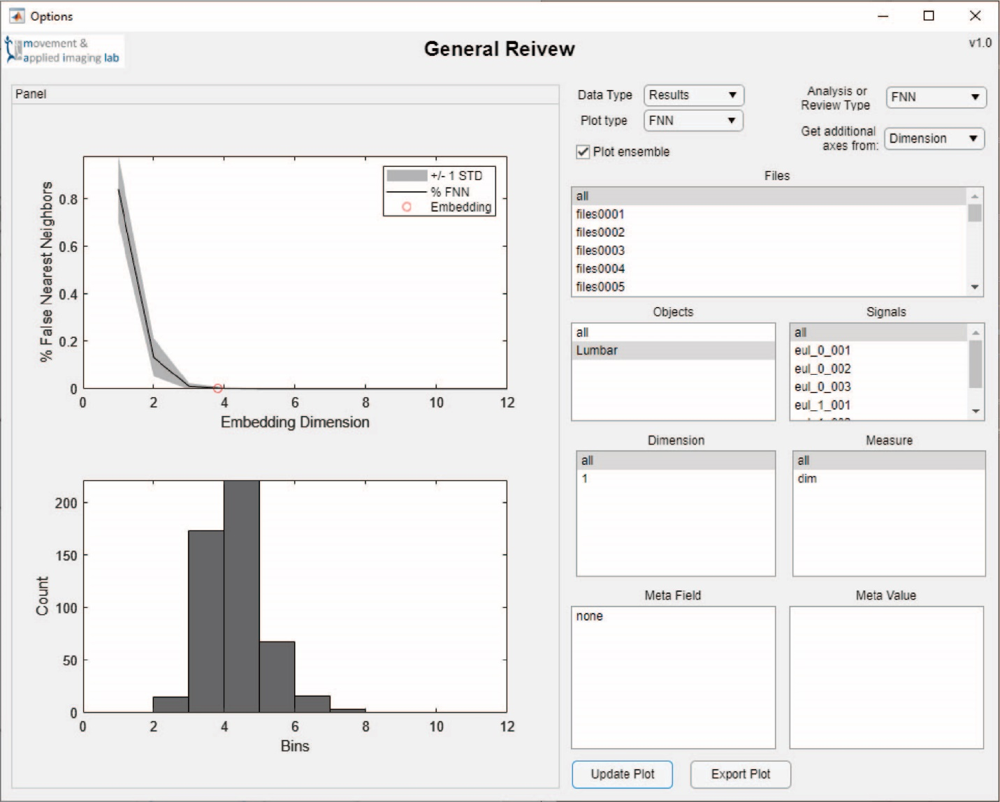 Options
movement &
applied imaging lab
General Reivew
v1.0
Panel
0.8
0.6
0.4
0.2
0
0 2 4 6 8 10 12
% False Nearest Neighbors
Embedding Dimension
+/- 1 STD
% FNN
Embedding
200
150
100
50
0
0 2 4 6 8 10 12
Count
Bins
Data Type Results
Plot type FNN
Plot ensemble
Analysis or
Review Type
FNN
Get additional
axes from:
Dimension
Files
all
files0001
files0002
files0003
files0004
files0005
Objects
all
Lumbar
Signals
all
eul_0_001
eul_0_002
eul_0_003
eul_1_001
Dimension
all
1
Measure
all
dim
Meta Field
none
Meta Value
Update Plot
Export Plot